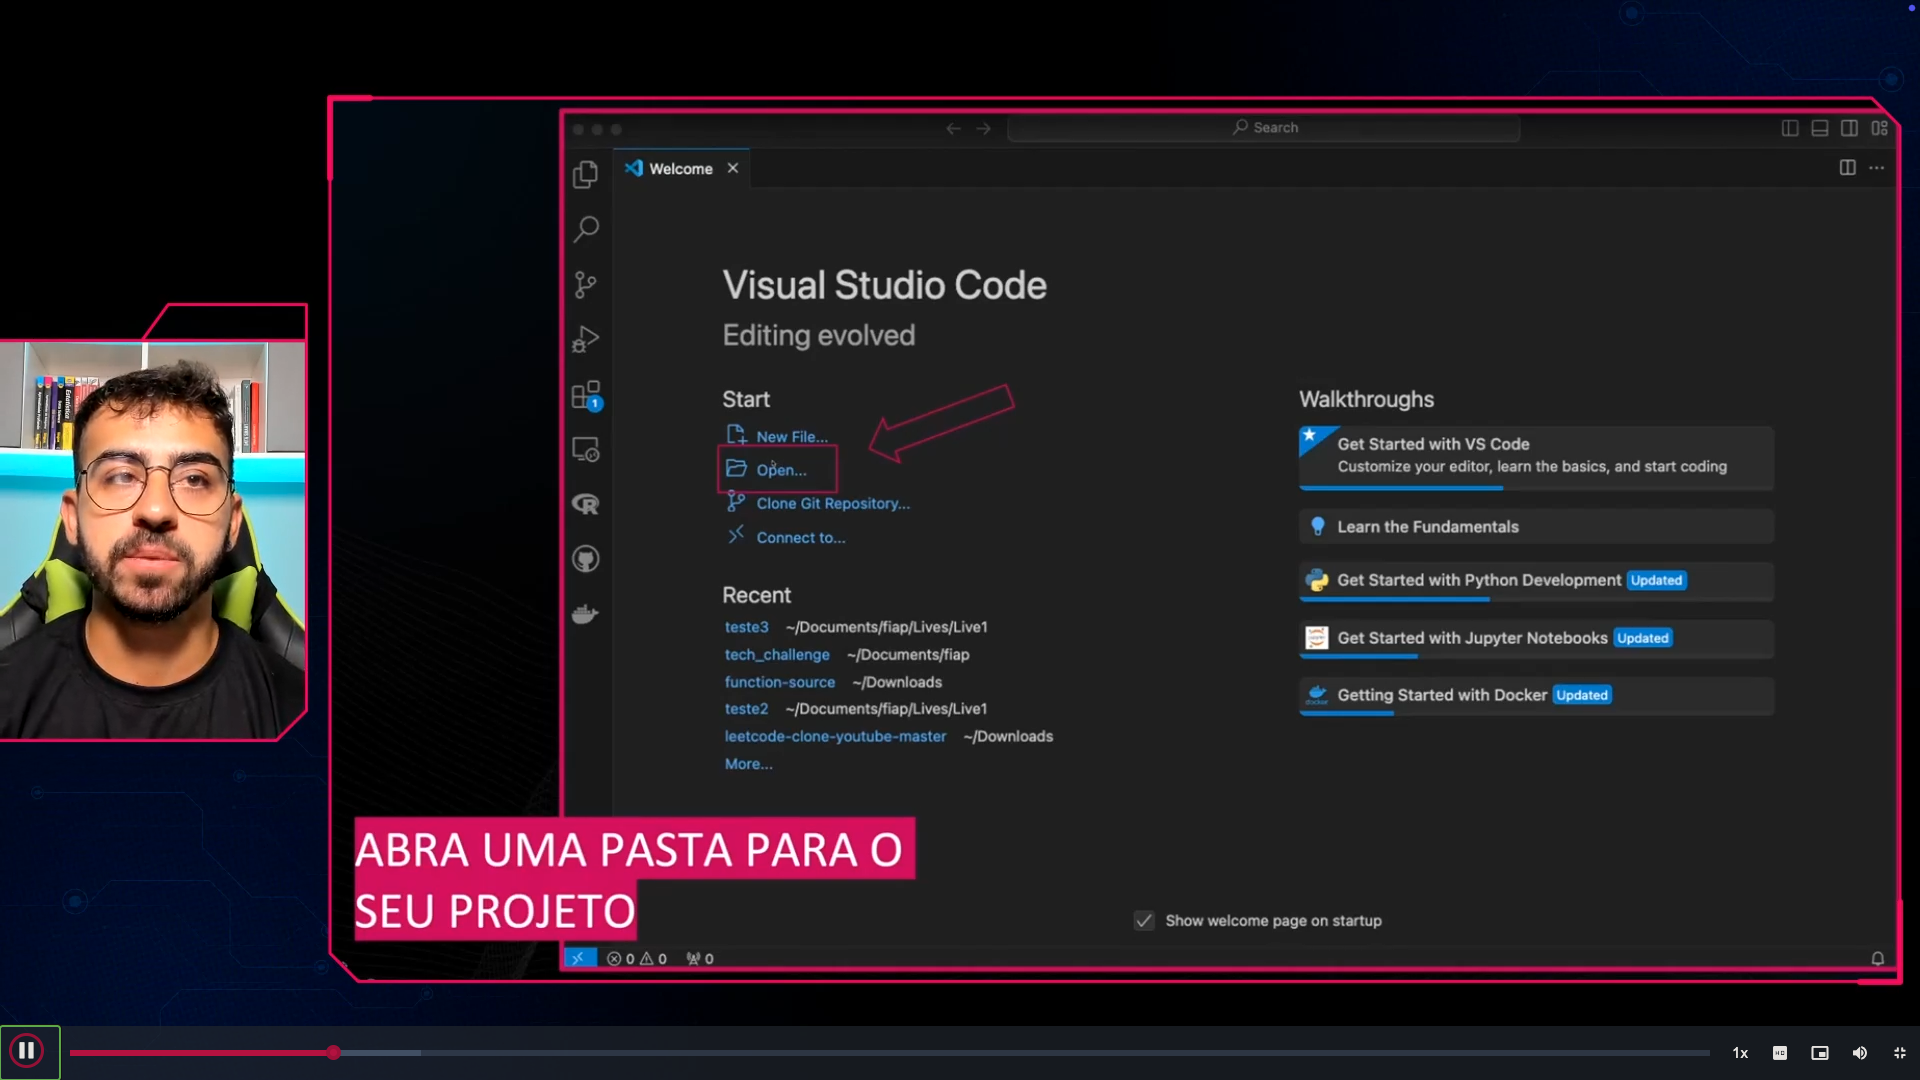 Search
Welcome
Visual Studio Code
Editing evolved
Start
New File...
Open...
Clone Git Repository...
Connect to...
Recent
teste3 ~/Documents/fiap/Lives/Live1
tech_challenge ~/Documents/fiap
function-source ~/Downloads
teste2 ~/Documents/fiap/Lives/Live1
leetcode-clone-youtube-master ~/Downloads
More...
Walkthroughs
Get Started with VS Code
Customize your editor, learn the basics, and start coding
Learn the Fundamentals
Get Started with Python Development Updated
Get Started with Jupyter Notebooks Updated
Getting Started with Docker Updated
1
ABRA UMA PASTA PARA O
SEU PROJETO
Show welcome page on startup
0 0 0
1x